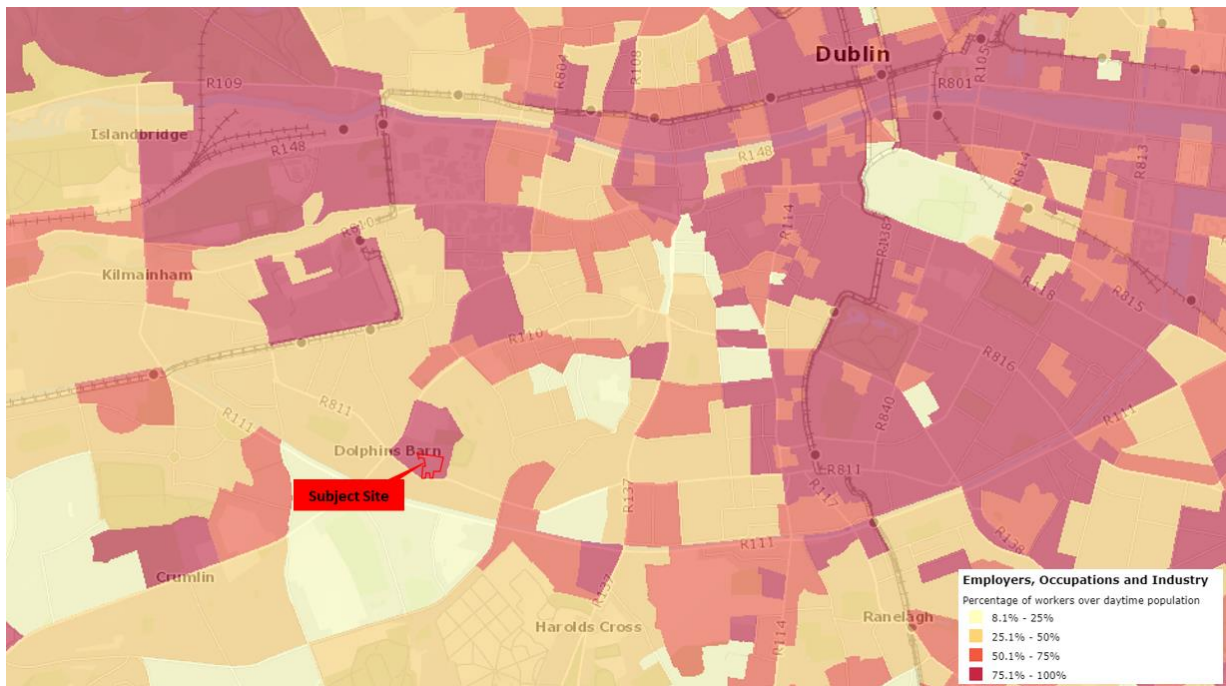 Dublin
R804
R108
R105
R109
R801
Islandbridge
R148
R148
R814
R813
R114
R138
R810
Kilmainham
R118
R815
R110
R816
R111
R811
R840
R111
Dolphins Barn
Subject Site
R811
R137
R117
R111
R138
Crumlin
R137
Harolds Cross
R114
Ranelagh
Employers, Occupations and Industry
Percentage of workers over daytime population
8.1% - 25%
25.1% - 50%
50.1% - 75%
75.1% - 100%